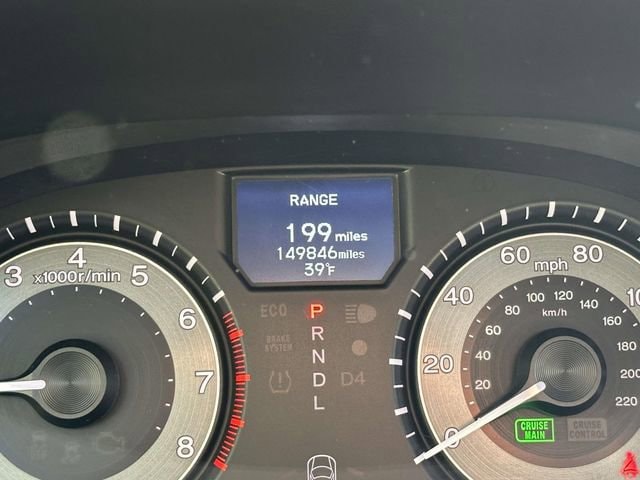 RANGE
199 miles
149846 miles
39°F
3 4 5 6 7 8
x1000r/min
ECO
BRAKE SYSTEM
P
R
N
D
L
D4
0 20 40 60 80 10
mph
20 40 60 80 100 120 140 160 180 200 220
km/h
CRUISE MAIN
CRUISE CONTROL